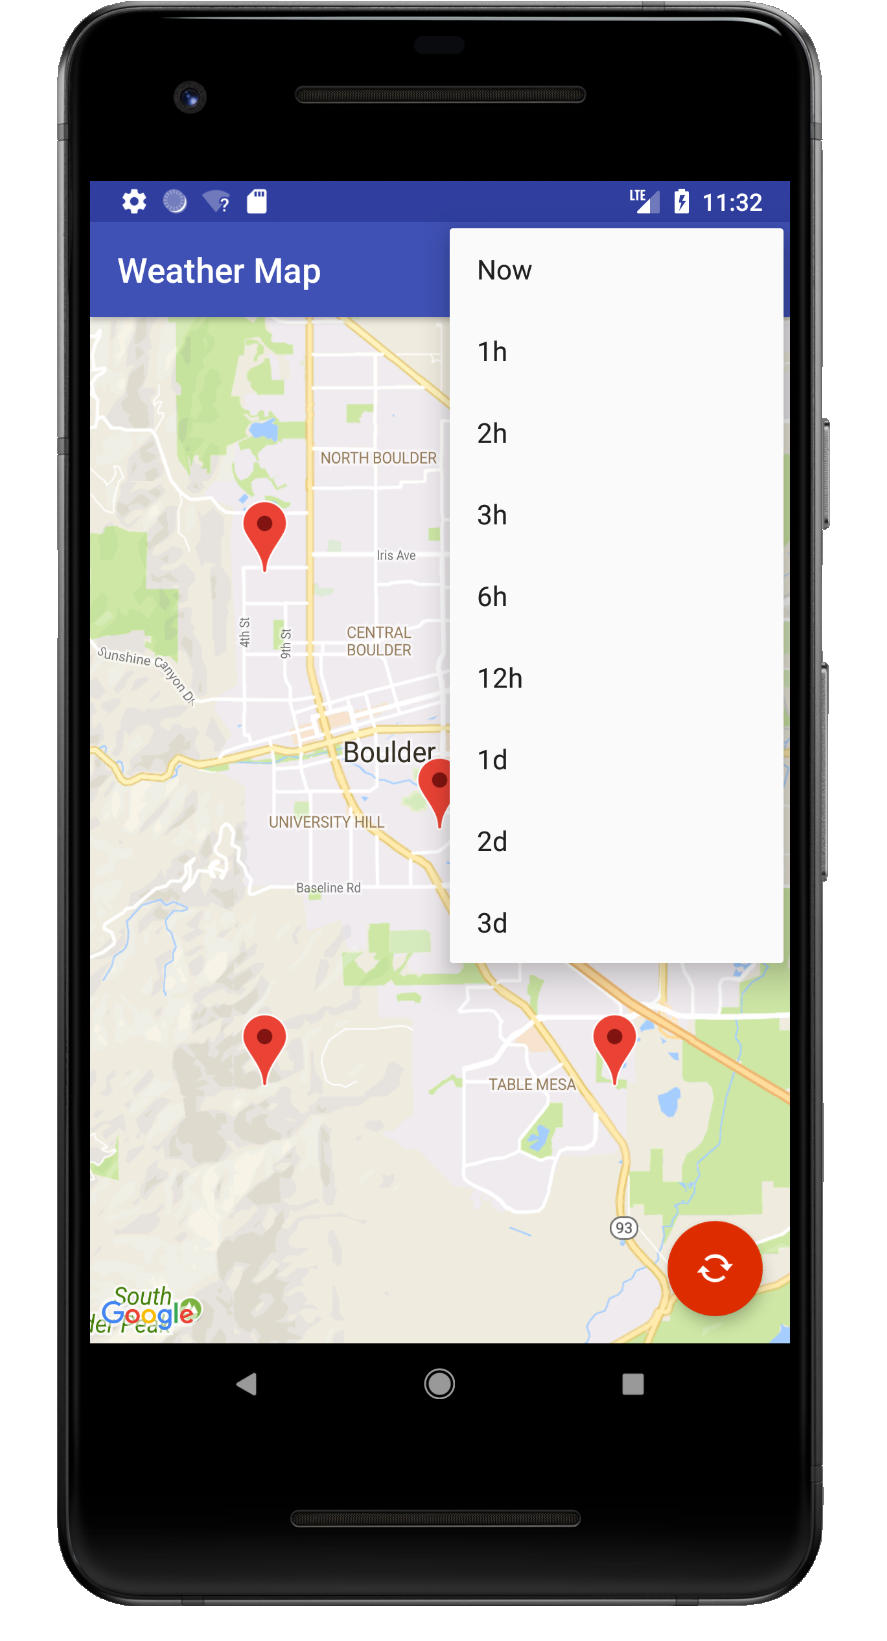 LTE
11:32
Weather Map
Now
1h
2h
3h
6h
12h
1d
2d
3d
NORTH BOULDER
Iris Ave
4th St
9th St
CENTRAL
BOULDER
Sunshine Canyon Dr
Boulder
UNIVERSITY HILL
Baseline Rd
TABLE MESA
93
South
Google